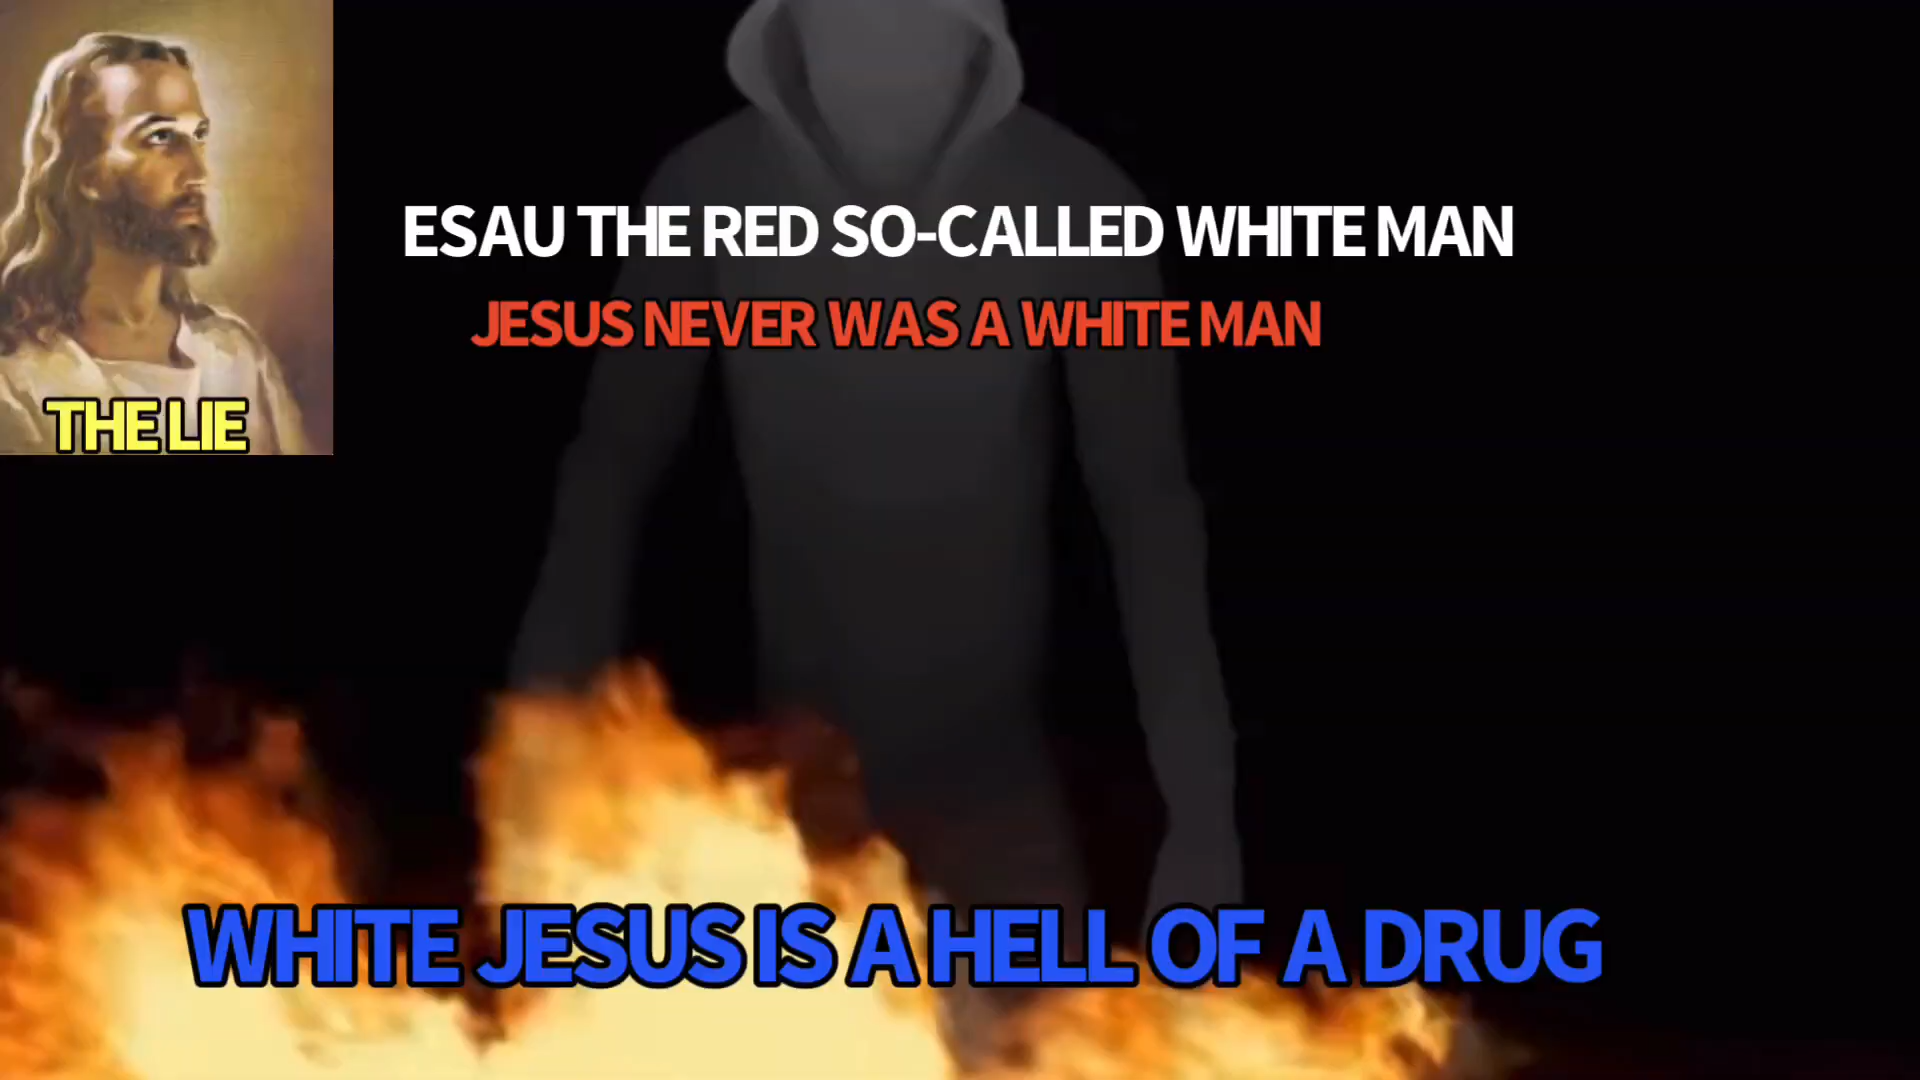 ESAU THE RED SO-CALLED WHITE MAN
JESUS NEVER WAS A WHITE MAN
THE LIE
WHITE JESUS IS A HELL OF A DRUG